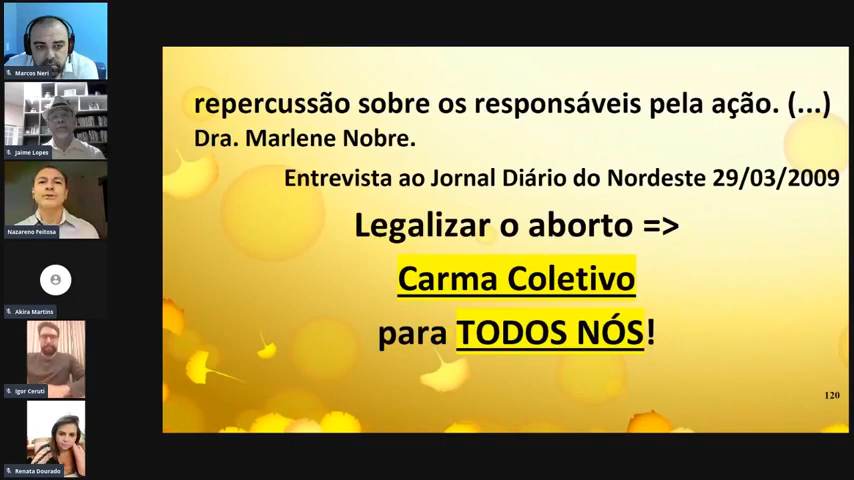 Marcos Neri
Jaime Lopes
Nazareno Feitosa
Akira Martins
Igor Ceruti
Renata Dourado
repercussão sobre os responsáveis pela ação. (...)
Dra. Marlene Nobre.
Entrevista ao Jornal Diário do Nordeste 29/03/2009
Legalizar o aborto =>
Carma Coletivo
para TODOS NÓS!
120